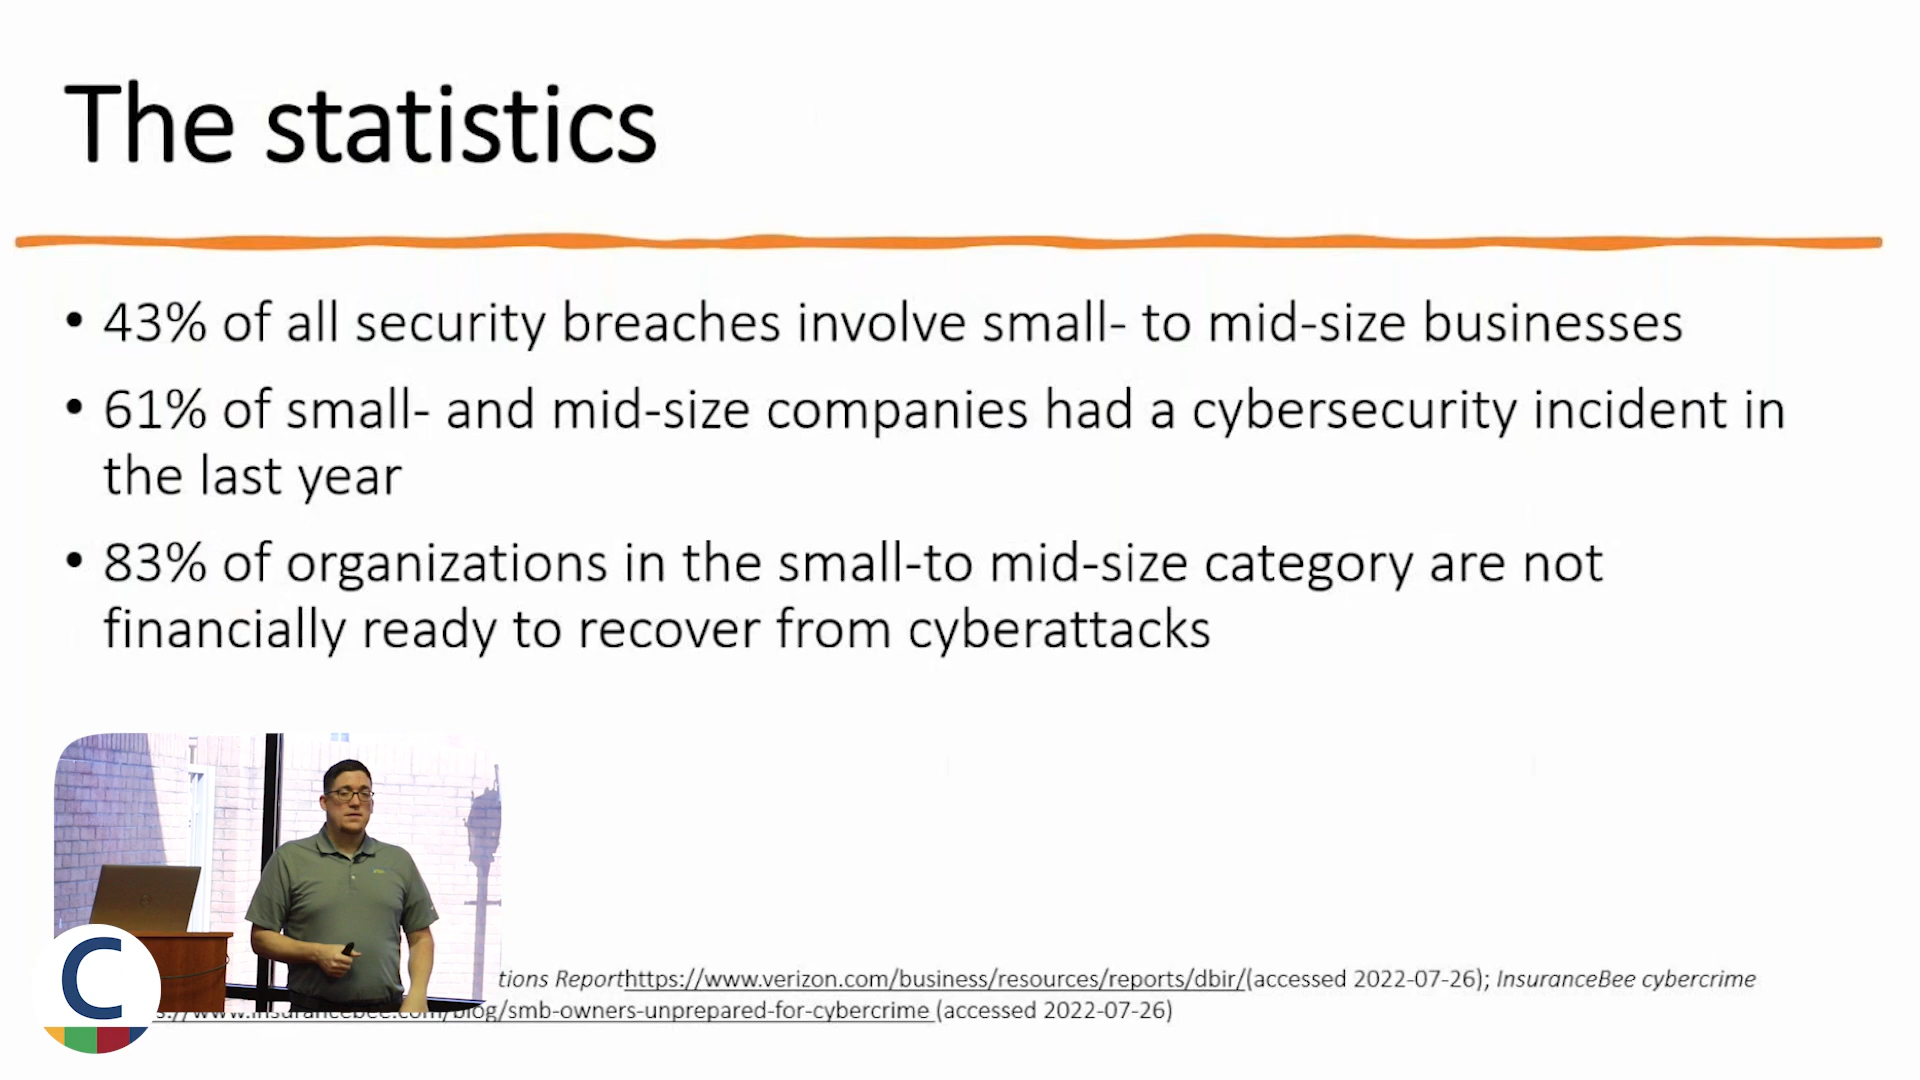 The statistics
• 43% of all security breaches involve small- to mid-size businesses
• 61% of small- and mid-size companies had a cybersecurity incident in
the last year
• 83% of organizations in the small-to mid-size category are not
financially ready to recover from cyberattacks
tions Reporthttps://www.verizon.com/business/resources/reports/dbir/(accessed 2022-07-26); InsuranceBee cybercrime
s://www.insurancebee.com/blog/smb-owners-unprepared-for-cybercrime (accessed 2022-07-26)
C